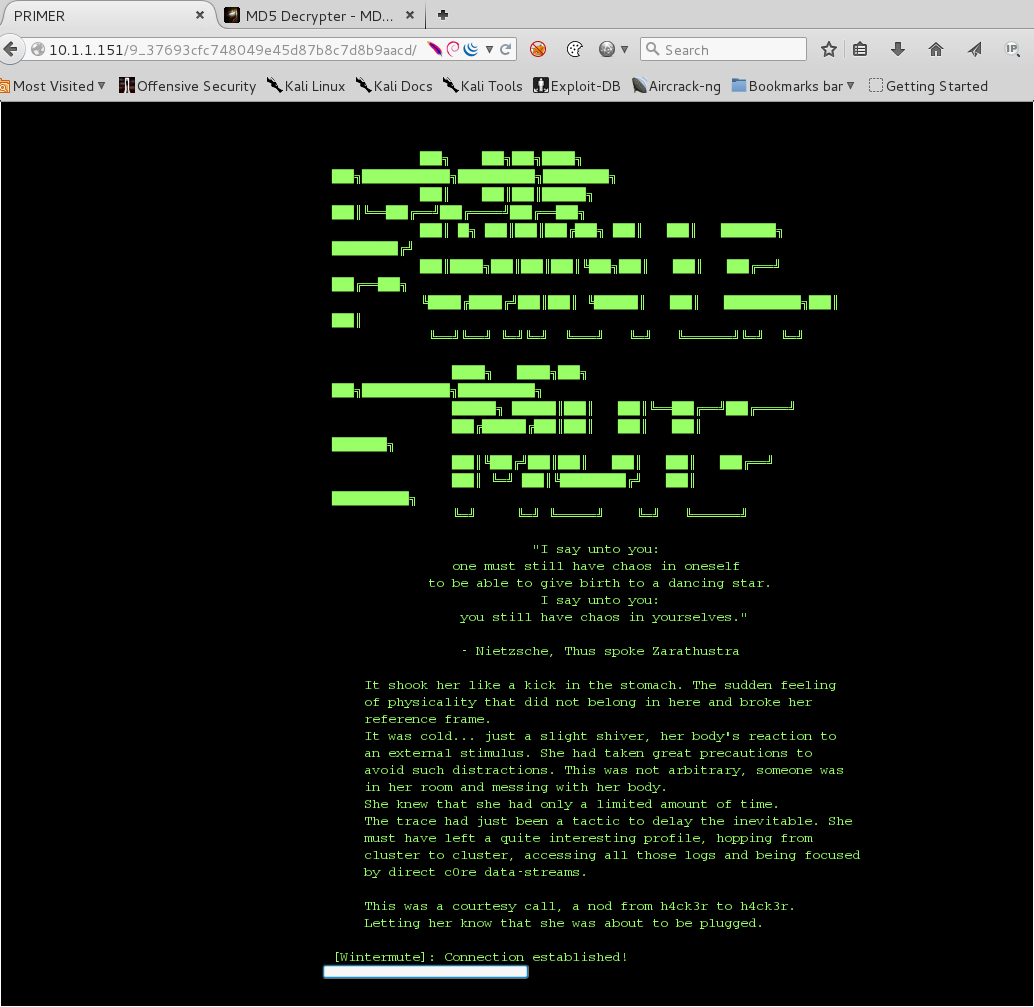 PRIMER
MD5 Decrypter - MD...
10.1.1.151/9_37693cfc748049e45d87b8c7d8b9aacd/
Search
IP
Most Visited
Offensive Security
Kali Linux
Kali Docs
Kali Tools
Exploit-DB
Aircrack-ng
Bookmarks bar
Getting Started
"I say unto you:
one must still have chaos in oneself
to be able to give birth to a dancing star.
I say unto you:
you still have chaos in yourselves."
- Nietzsche, Thus spoke Zarathustra
It shook her like a kick in the stomach. The sudden feeling
of physicality that did not belong in here and broke her
reference frame.
It was cold... just a slight shiver, her body's reaction to
an external stimulus. She had taken great precautions to
avoid such distractions. This was not arbitrary, someone was
in her room and messing with her body.
She knew that she had only a limited amount of time.
The trace had just been a tactic to delay the inevitable. She
must have left a quite interesting profile, hopping from
cluster to cluster, accessing all those logs and being focused
by direct c0re data-streams.
This was a courtesy call, a nod from h4ck3r to h4ck3r.
Letting her know that she was about to be plugged.
[Wintermute]: Connection established!